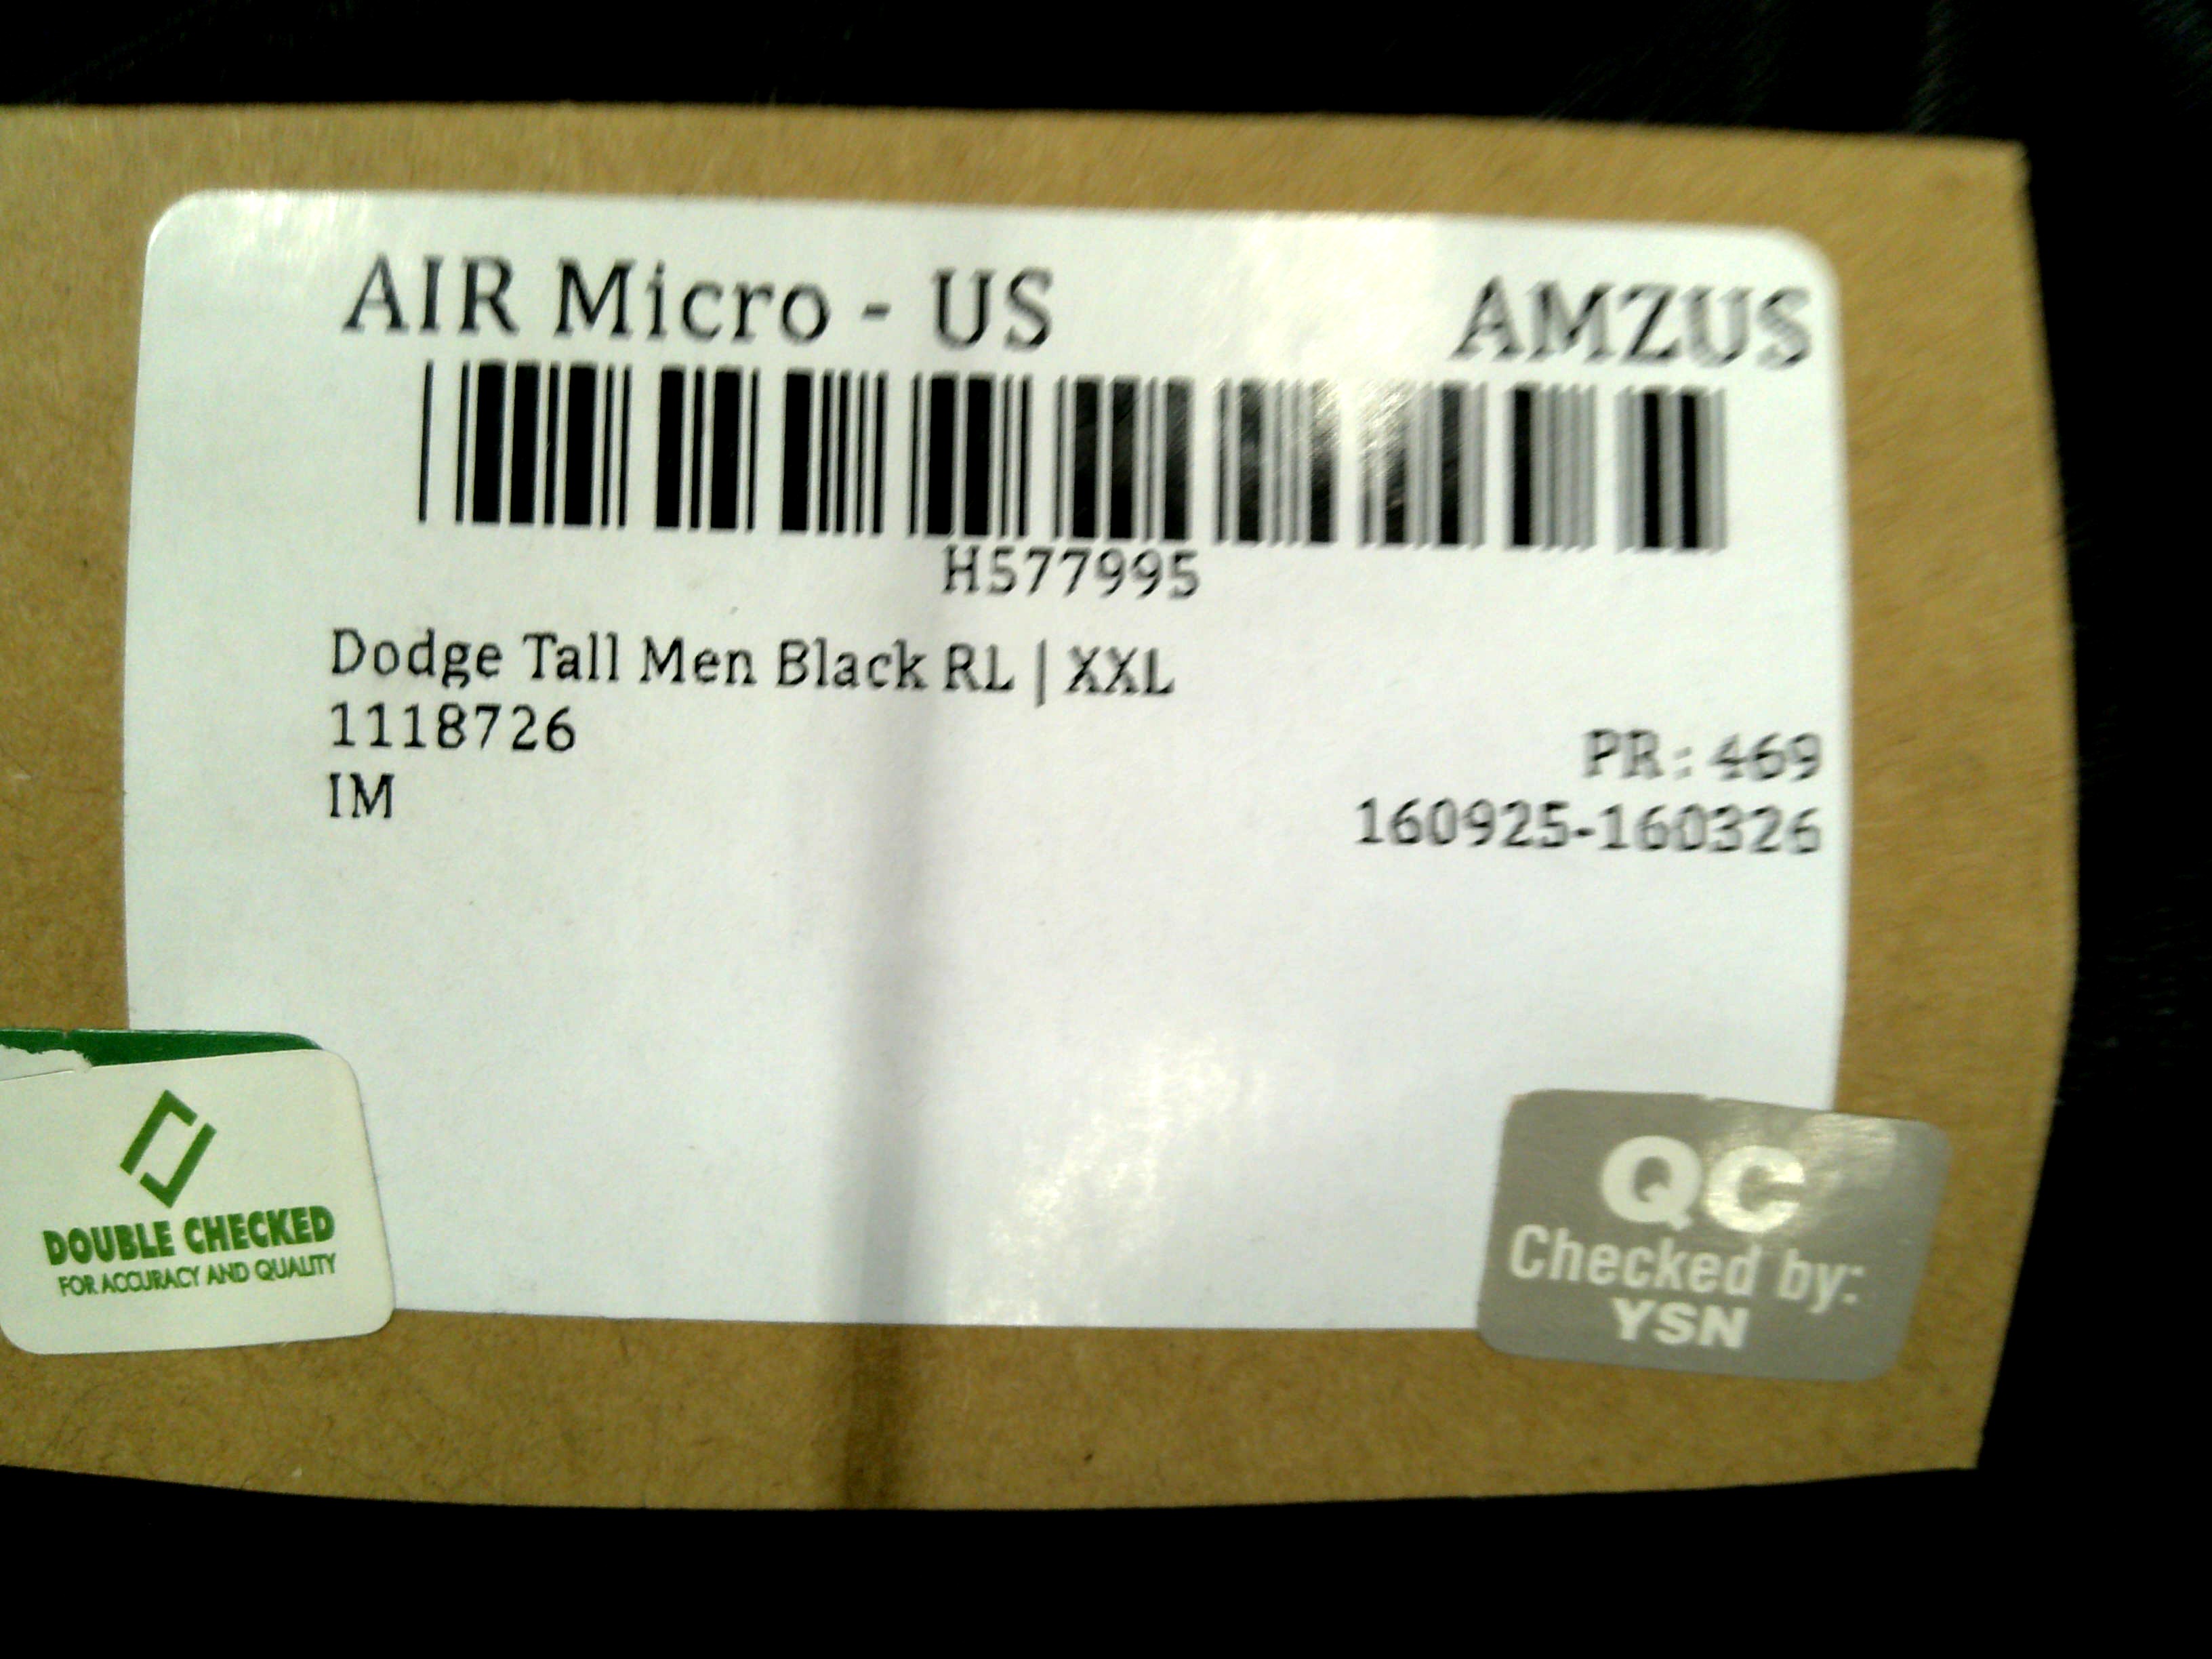 AIR Micro - US
AMZUS
H577995
Dodge Tall Men Black RL | XXL
1118726
PR : 469
IM
160925-160326
DOUBLE CHECKED
FOR ACCURACY AND QUALITY
QC
Checked by:
YSN